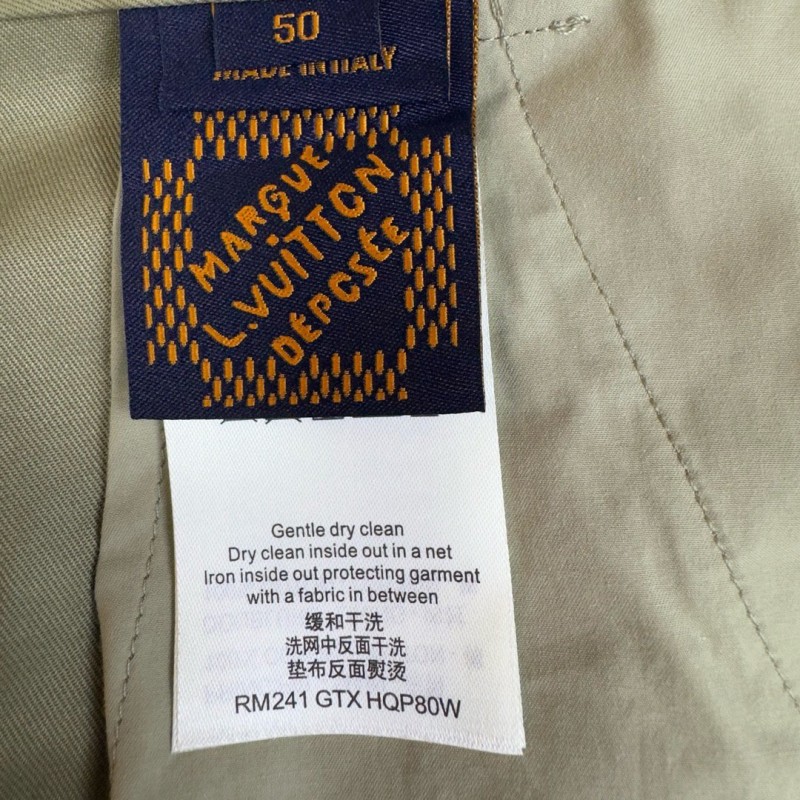 50
MADE IN ITALY
MARQUE
L.VUITTON
DÉPOSÉE
Gentle dry clean
Dry clean inside out in a net
Iron inside out protecting garment
with a fabric in between
缓和干洗
洗网中反面干洗
垫布反面熨烫
RM241 GTX HQP80W